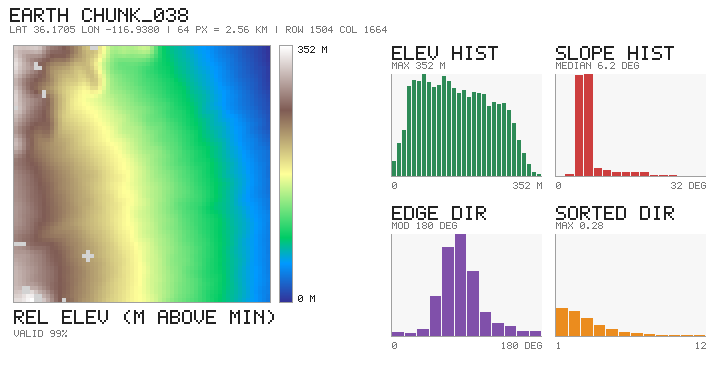 EARTH CHUNK_038
LAT 36.1705 LON -116.9380 | 64 PX = 2.56 KM | ROW 1504 COL 1664
352 M
0 M
REL ELEV (M ABOVE MIN)
VALID 99%
ELEV HIST
MAX 352 M
0 352 M
SLOPE HIST
MEDIAN 6.2 DEG
0 32 DEG
EDGE DIR
MOD 180 DEG
0 180 DEG
SORTED DIR
MAX 0.28
1 12